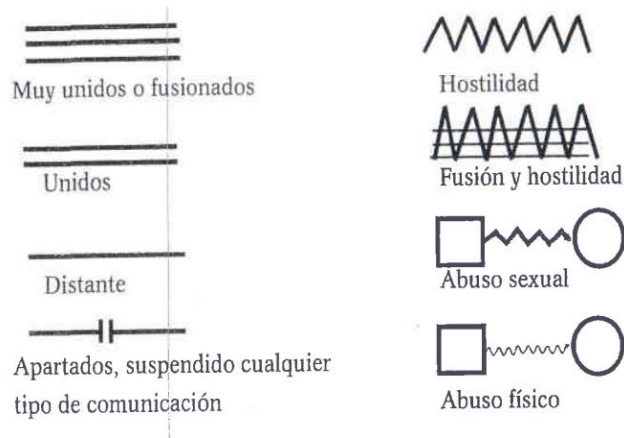 Muy unidos o fusionados
Unidos
Distante
Apartados, suspendido cualquier
tipo de comunicación
Hostilidad
Fusión y hostilidad
Abuso sexual
Abuso físico